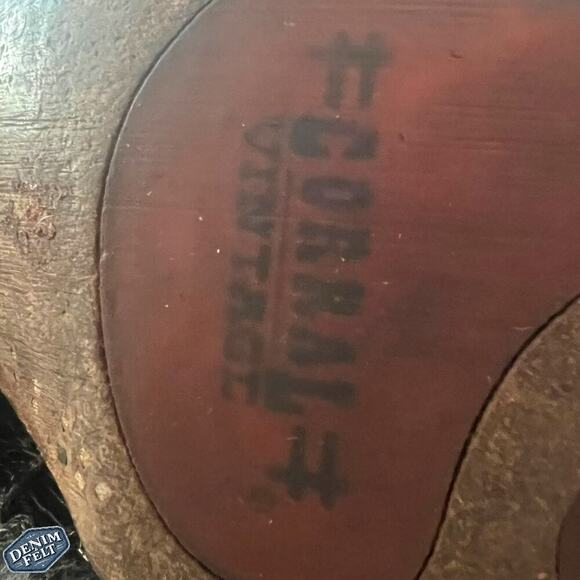 CORRAL
VINTAGE
DENIM
& FELT